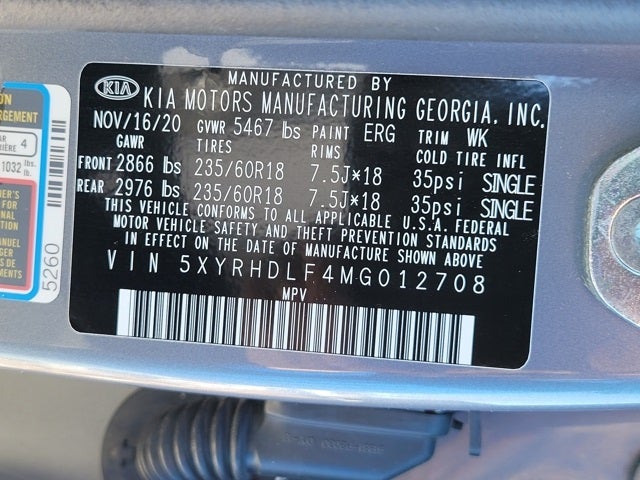 MANUFACTURED BY
KIA KIA MOTORS MANUFACTURING GEORGIA, INC.
NOV/16/20 GVWR 5467 lbs PAINT ERG TRIM WK
GAWR TIRES RIMS COLD TIRE INFL
FRONT 2866 lbs 235/60R18 7.5J*18 35psi SINGLE
REAR 2976 lbs 235/60R18 7.5J*18 35psi SINGLE
THIS VEHICLE CONFORMS TO ALL APPLICABLE U.S.A. FEDERAL
MOTOR VEHICLE SAFETY AND THEFT PREVENTION STANDARDS
IN EFFECT ON THE DATE OF MANUFACTURE SHOWN ABOVE
VIN 5XYRHDLF4MG012708
MPV
4
1032 lbs.
5260